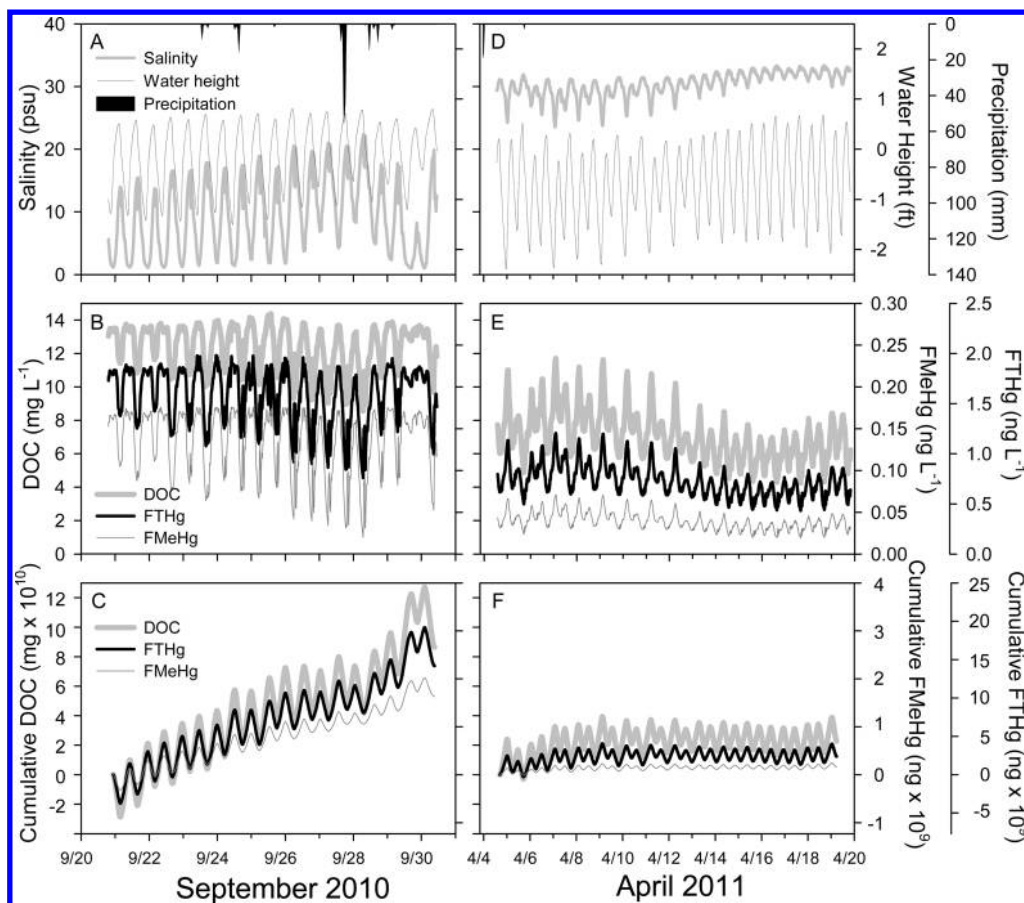 A
Salinity
Water height
Precipitation
40
30
20
10
0
Salinity (psu)
D
2
1
0
-1
-2
Water Height (ft)
0
20
40
60
80
100
120
140
Precipitation (mm)
B
14
12
10
8
6
4
2
0
DOC (mg L⁻¹)
DOC
FTHg
FMeHg
E
0.30
0.25
0.20
0.15
0.10
0.05
0.00
FMeHg (ng L⁻¹)
2.5
2.0
1.5
1.0
0.5
0.0
FTHg (ng L⁻¹)
C
DOC
FTHg
FMeHg
12
10
8
6
4
2
0
-2
Cumulative DOC (mg x 10¹⁰)
F
4
3
2
1
0
-1
Cumulative FMeHg (ng x 10⁹)
25
20
15
10
5
0
-5
Cumulative FTHg (ng x
9/20 9/22 9/24 9/26 9/28 9/30
4/4 4/6 4/8 4/10 4/12 4/14 4/16 4/18 4/20
September 2010
April 2011